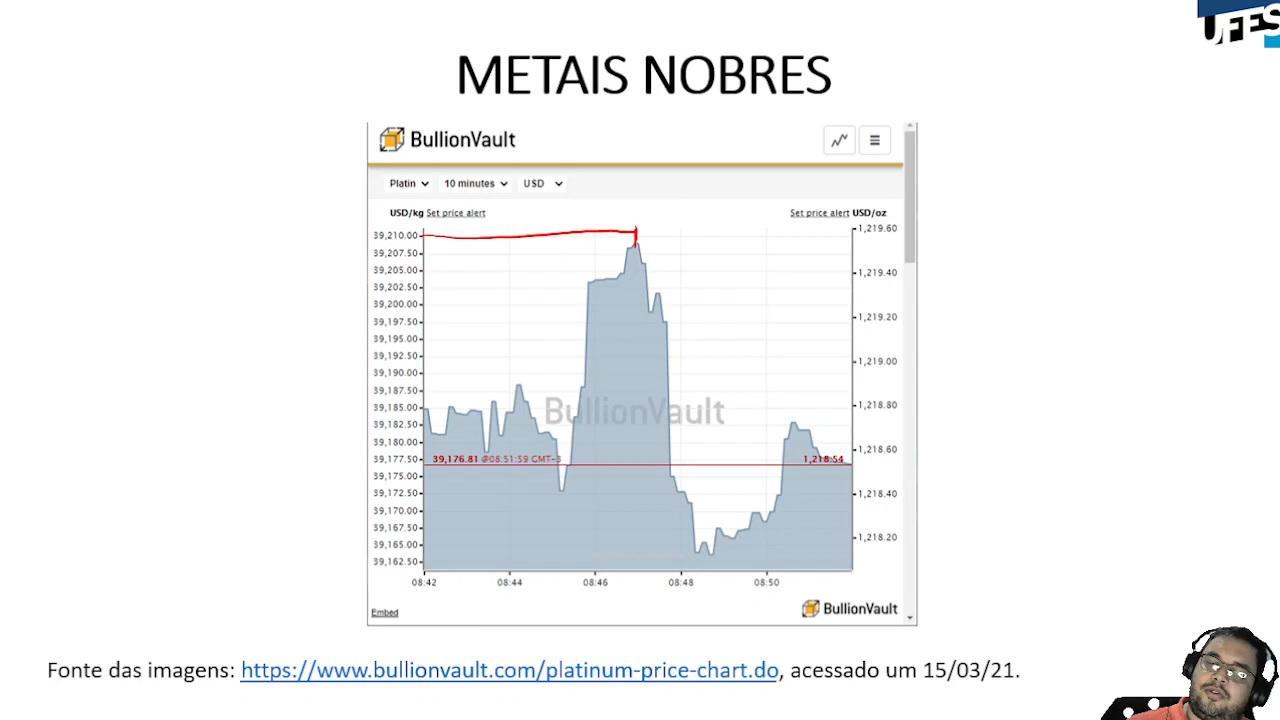 UFES
METAIS NOBRES
BullionVault
Platin 10 minutes USD
USD/kg Set price alert
Set price alert USD/oz
39,210.00
39,207.50
39,205.00
39,202.50
39,200.00
39,197.50
39,195.00
39,192.50
39,190.00
39,187.50
39,185.00
39,182.50
39,180.00
39,177.50
39,175.00
39,172.50
39,170.00
39,167.50
39,165.00
39,162.50
1,219.60
1,219.40
1,219.20
1,219.00
1,218.80
1,218.60
1,218.40
1,218.20
BullionVault
39,176.81 @08:51:59 GMT-3
1,218.54
08:42 08:44 08:46 08:48 08:50
BullionVault
Embed
Fonte das imagens: https://www.bullionvault.com/platinum-price-chart.do, acessado um 15/03/21.